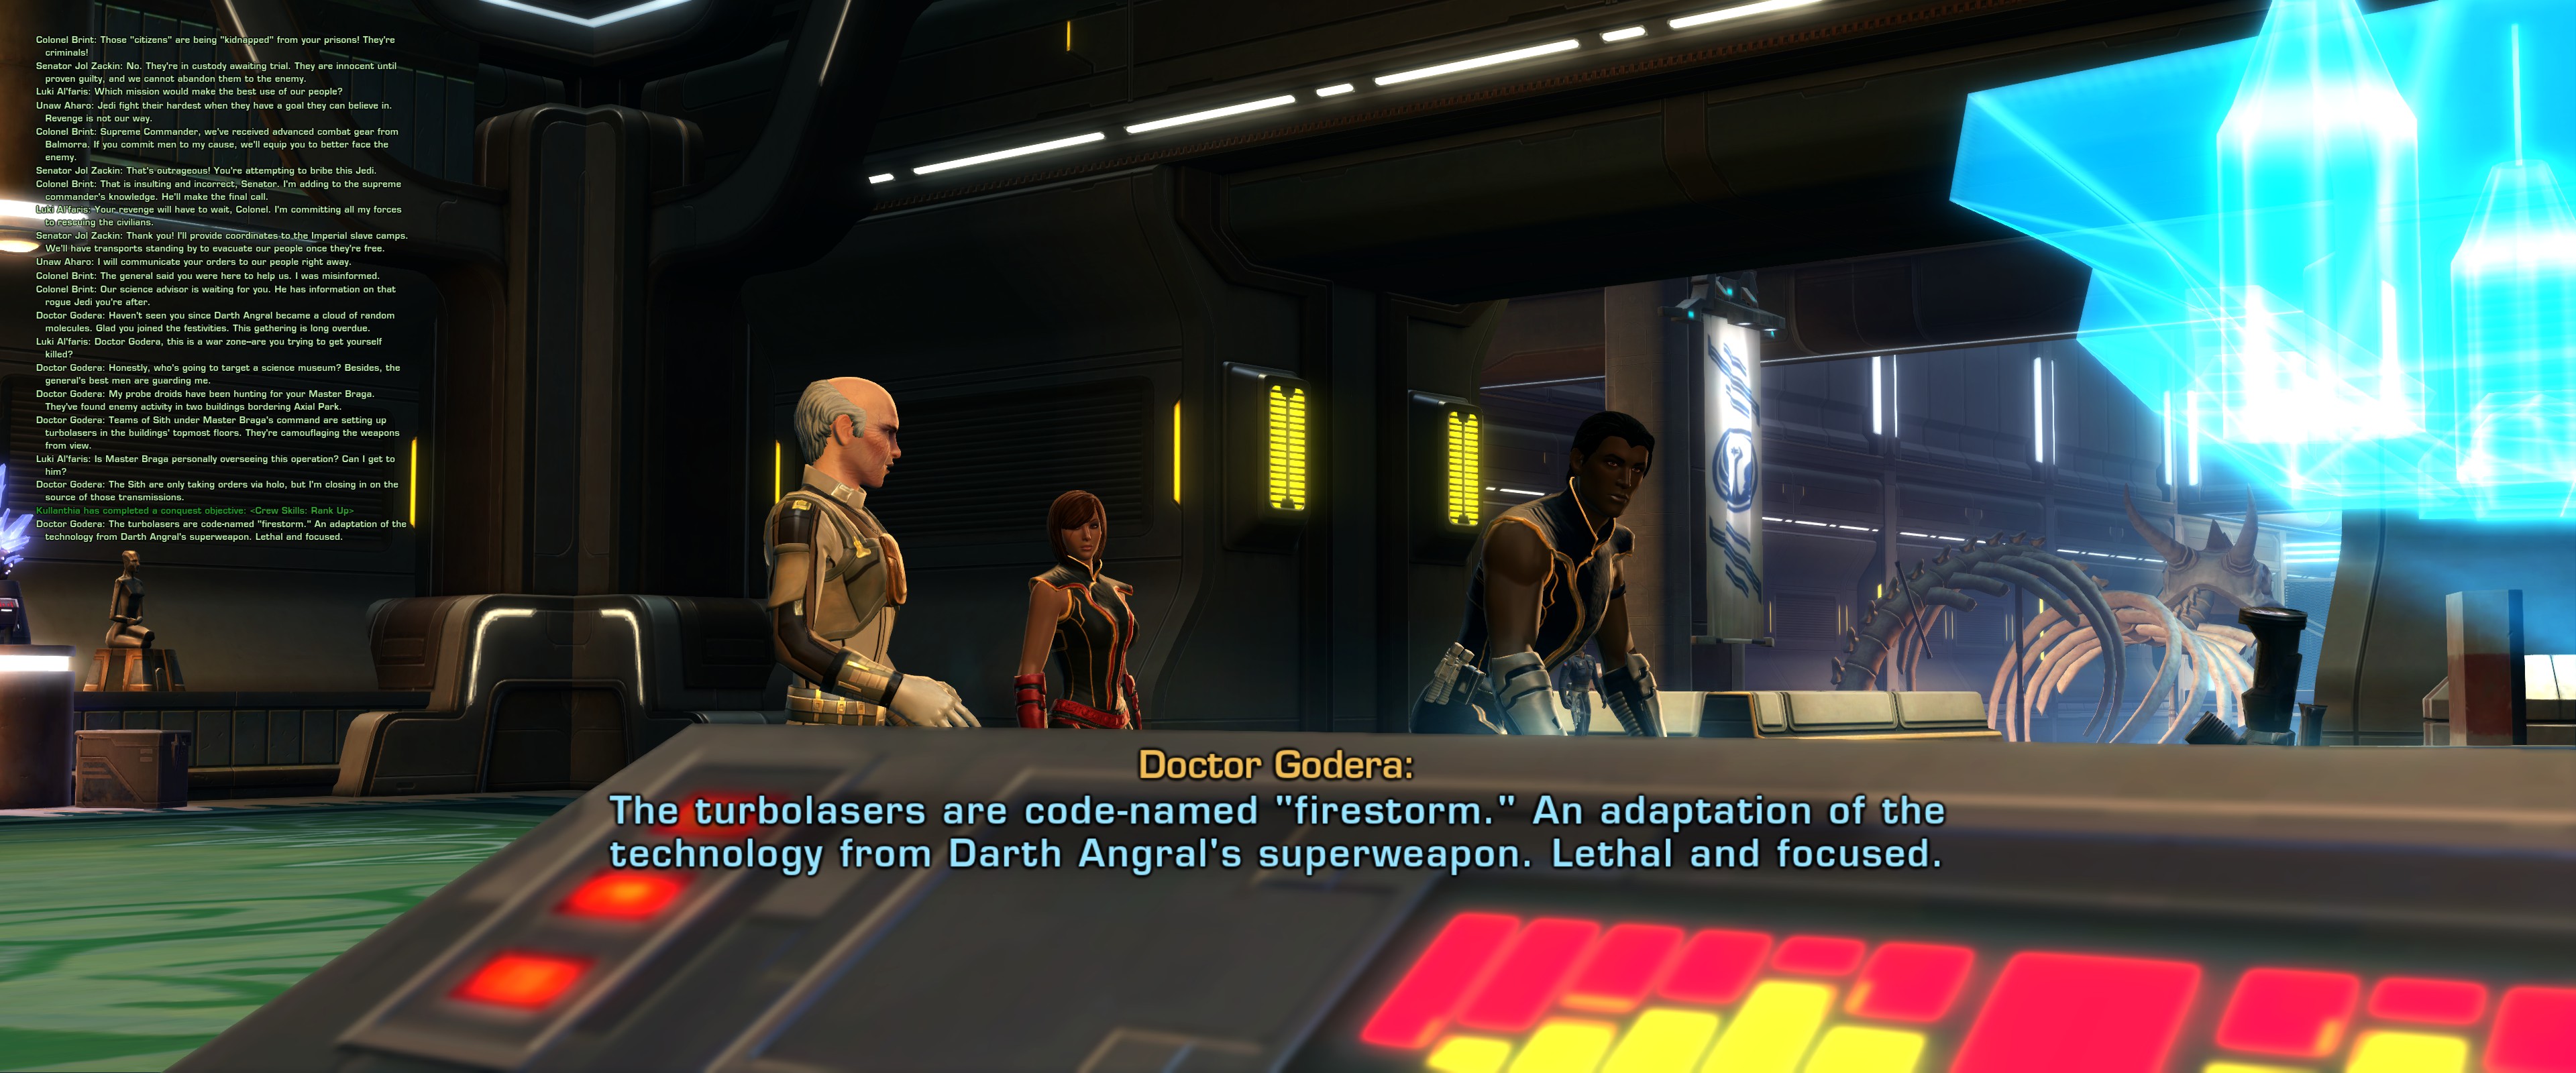 Colonel Brint: Those "citizens" are being "kidnapped" from your prisons! They're
criminals!
Senator Jol Zackin: No. They're in custody awaiting trial. They are innocent until
proven guilty, and we cannot abandon them to the enemy.
Luki Al'faris: Which mission would make the best use of our people?
Unaw Aharo: Jedi fight their hardest when they have a goal they can believe in.
Revenge is not our way.
Colonel Brint: Supreme Commander, we've received advanced combat gear from
Balmorra. If you commit men to my cause, we'll equip you to better face the
enemy.
Senator Jol Zackin: That's outrageous! You're attempting to bribe this Jedi.
Colonel Brint: That is insulting and incorrect, Senator. I'm adding to the supreme
commander's knowledge. He'll make the final call.
Luki Al'faris: Your revenge will have to wait, Colonel. I'm committing all my forces
to rescuing the civilians.
Senator Jol Zackin: Thank you! I'll provide coordinates to the Imperial slave camps.
We'll have transports standing by to evacuate our people once they're free.
Unaw Aharo: I will communicate your orders to our people right away.
Colonel Brint: The general said you were here to help us. I was misinformed.
Colonel Brint: Our science advisor is waiting for you. He has information on that
rogue Jedi you're after.
Doctor Godera: Haven't seen you since Darth Angral became a cloud of random
molecules. Glad you joined the festivities. This gathering is long overdue.
Luki Al'faris: Doctor Godera, this is a war zone—are you trying to get yourself
killed?
Doctor Godera: Honestly, who's going to target a science museum? Besides, the
general's best men are guarding me.
Doctor Godera: My probe droids have been hunting for your Master Braga.
They've found enemy activity in two buildings bordering Axial Park.
Doctor Godera: Teams of Sith under Master Braga's command are setting up
turbolasers in the buildings' topmost floors. They're camouflaging the weapons
from view.
Luki Al'faris: Is Master Braga personally overseeing this operation? Can I get to
him?
Doctor Godera: The Sith are only taking orders via holo, but I'm closing in on the
source of those transmissions.
Kullanthia has completed a conquest objective: <Crew Skills: Rank Up>
Doctor Godera: The turbolasers are code-named "firestorm." An adaptation of the
technology from Darth Angral's superweapon. Lethal and focused.
Doctor Godera:
The turbolasers are code-named "firestorm." An adaptation of the
technology from Darth Angral's superweapon. Lethal and focused.